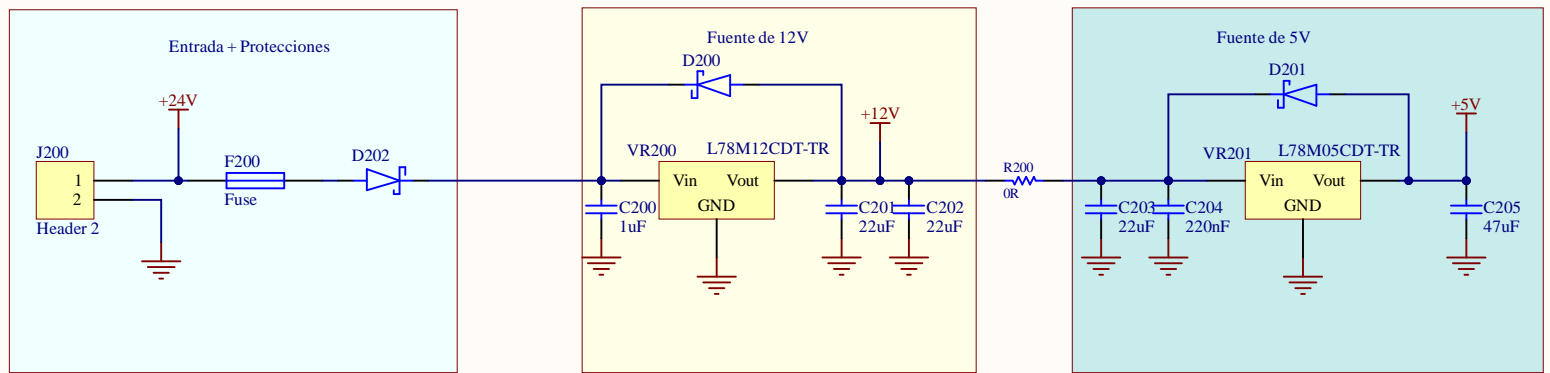 Entrada + Protecciones
+24V
J200
1
2
Header 2
F200
Fuse
D202
Fuente de 12V
D200
+12V
VR200
L78M12CDT-TR
Vin
Vout
GND
C200
1uF
C201
22uF
C202
22uF
R200
0R
Fuente de 5V
D201
+5V
VR201
L78M05CDT-TR
Vin
Vout
GND
C203
22uF
C204
220nF
C205
47uF